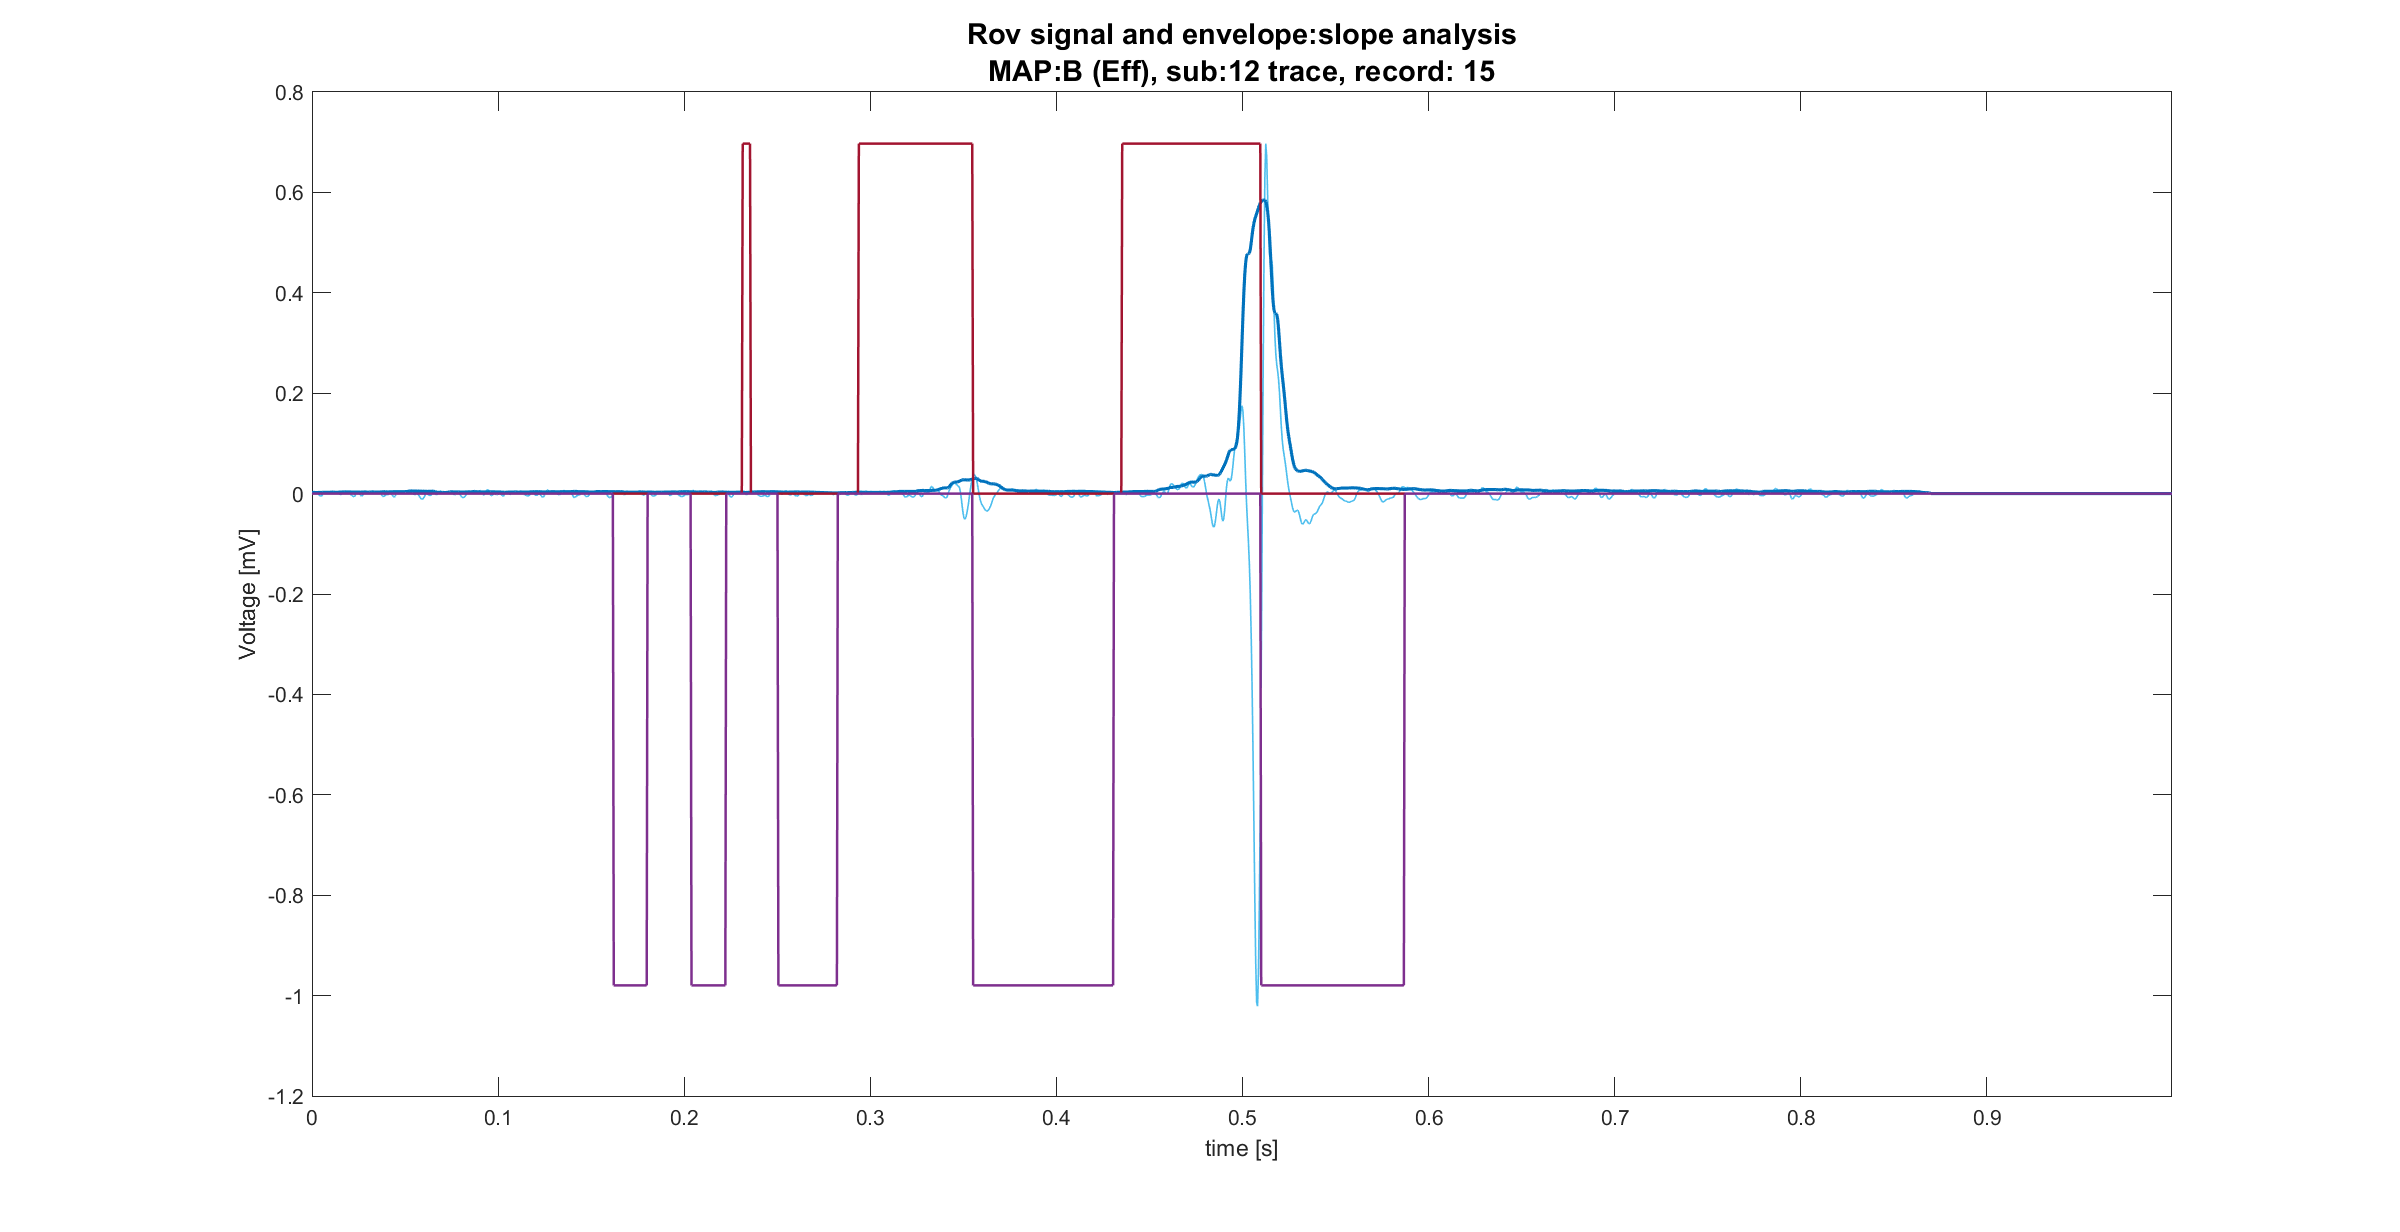 Rov signal and envelope:slope analysis
MAP:B (Eff), sub:12 trace, record: 15
0.8
0.6
0.4
0.2
0
-0.2
-0.4
-0.6
-0.8
-1
-1.2
Voltage [mV]
0 0.1 0.2 0.3 0.4 0.5 0.6 0.7 0.8 0.9
time [s]